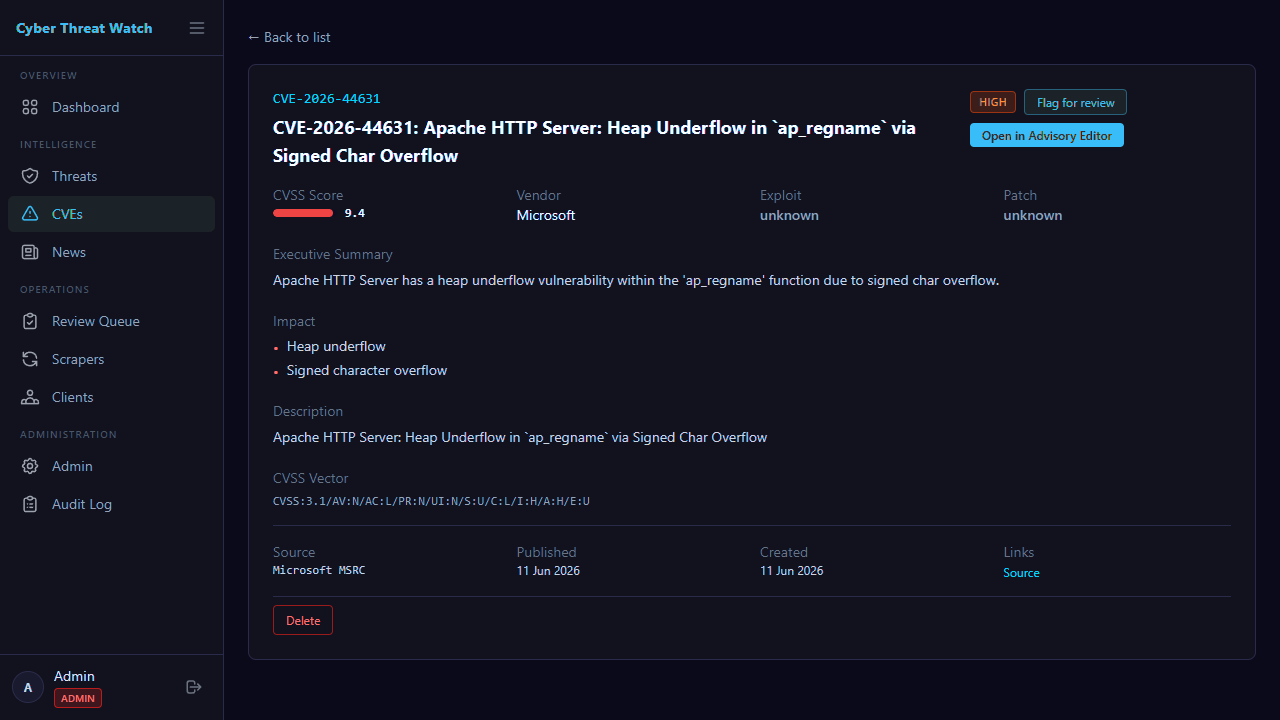 Cyber Threat Watch
OVERVIEW
Dashboard
INTELLIGENCE
Threats
CVEs
News
OPERATIONS
Review Queue
Scrapers
Clients
ADMINISTRATION
Admin
Audit Log
A
Admin
ADMIN
← Back to list
CVE-2026-44631
CVE-2026-44631: Apache HTTP Server: Heap Underflow in `ap_regname` via
Signed Char Overflow
HIGH
Flag for review
Open in Advisory Editor
CVSS Score
9.4
Vendor
Microsoft
Exploit
unknown
Patch
unknown
Executive Summary
Apache HTTP Server has a heap underflow vulnerability within the 'ap_regname' function due to signed char overflow.
Impact
• Heap underflow
• Signed character overflow
Description
Apache HTTP Server: Heap Underflow in `ap_regname` via Signed Char Overflow
CVSS Vector
CVSS:3.1/AV:N/AC:L/PR:N/UI:N/S:U/C:L/I:H/A:H/E:U
Source
Microsoft MSRC
Published
11 Jun 2026
Created
11 Jun 2026
Links
Source
Delete